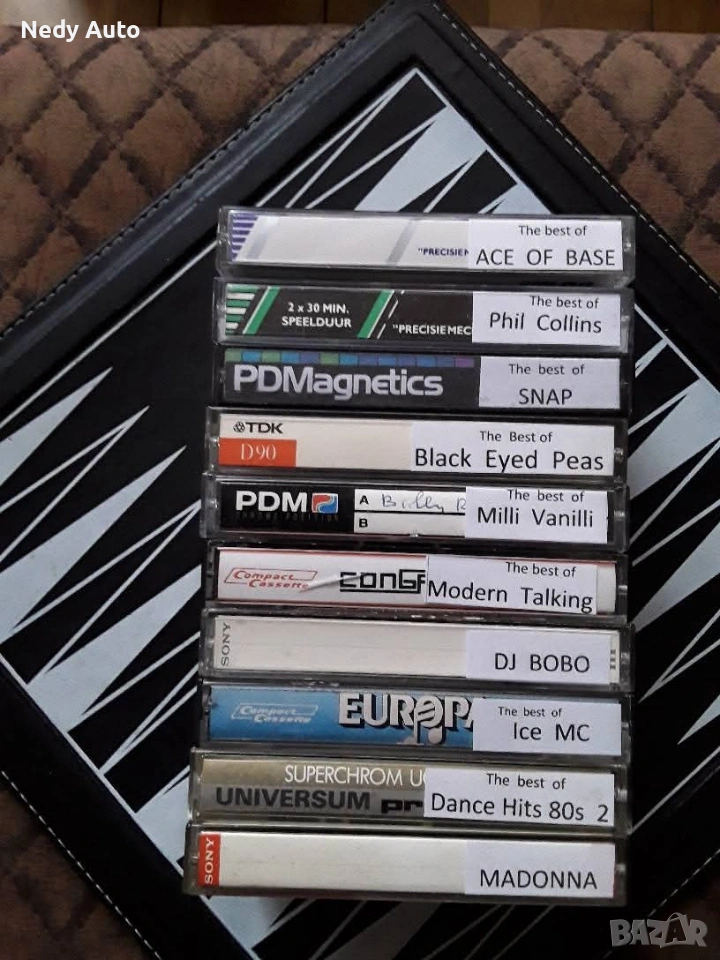 Nedy Auto
"PRECISIE
The best of
ACE OF BASE
2 x 30 MIN.
SPEELDUUR
"PRECISIEMEC
The best of
Phil Collins
PDMagnetics
The best of
SNAP
TDK
D90
The Best of
Black Eyed Peas
PDM
A Billy
B
The best of
Milli Vanilli
Compact
Cassette
The best of
Modern Talking
SONY
DJ BOBO
Compact
Cassette
EUROPA
The best of
Ice MC
SUPERCHROM
UNIVERSUM
The best of
Dance Hits 80s 2
SONY
MADONNA
BAZAR